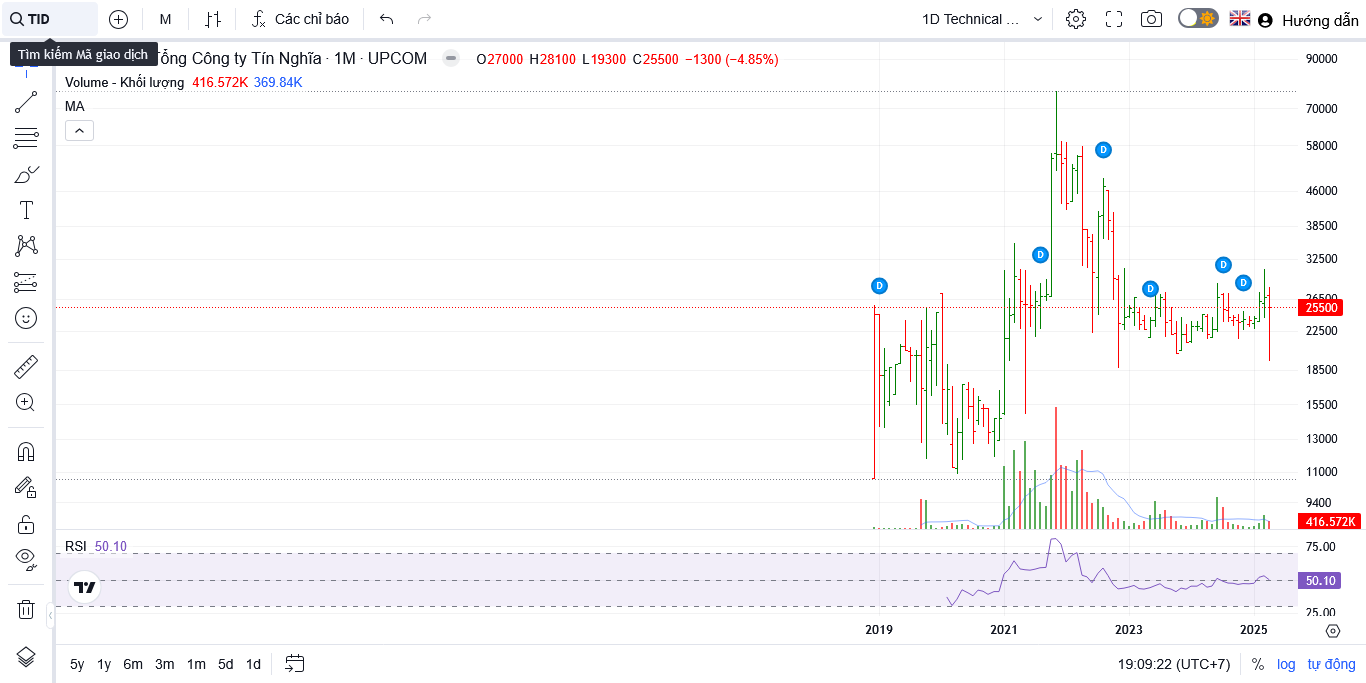 TID M Các chỉ báo 1D Technical ... Hướng dẫn
Tìm kiếm Mã giao dịch
Tổng Công ty Tín Nghĩa · 1M · UPCOM O27000 H28100 L19300 C25500 −1300 (−4.85%)
Volume - Khối lượng 416.572K 369.84K
MA
90000
70000
58000
46000
38500
32500
26500
25500
22500
18500
15500
13000
11000
9400
416.572K
D
D
D
D
D
D
RSI 50.10
75.00
50.10
25.00
2019 2021 2023 2025
5y 1y 6m 3m 1m 5d 1d 19:09:22 (UTC+7) % log tự động